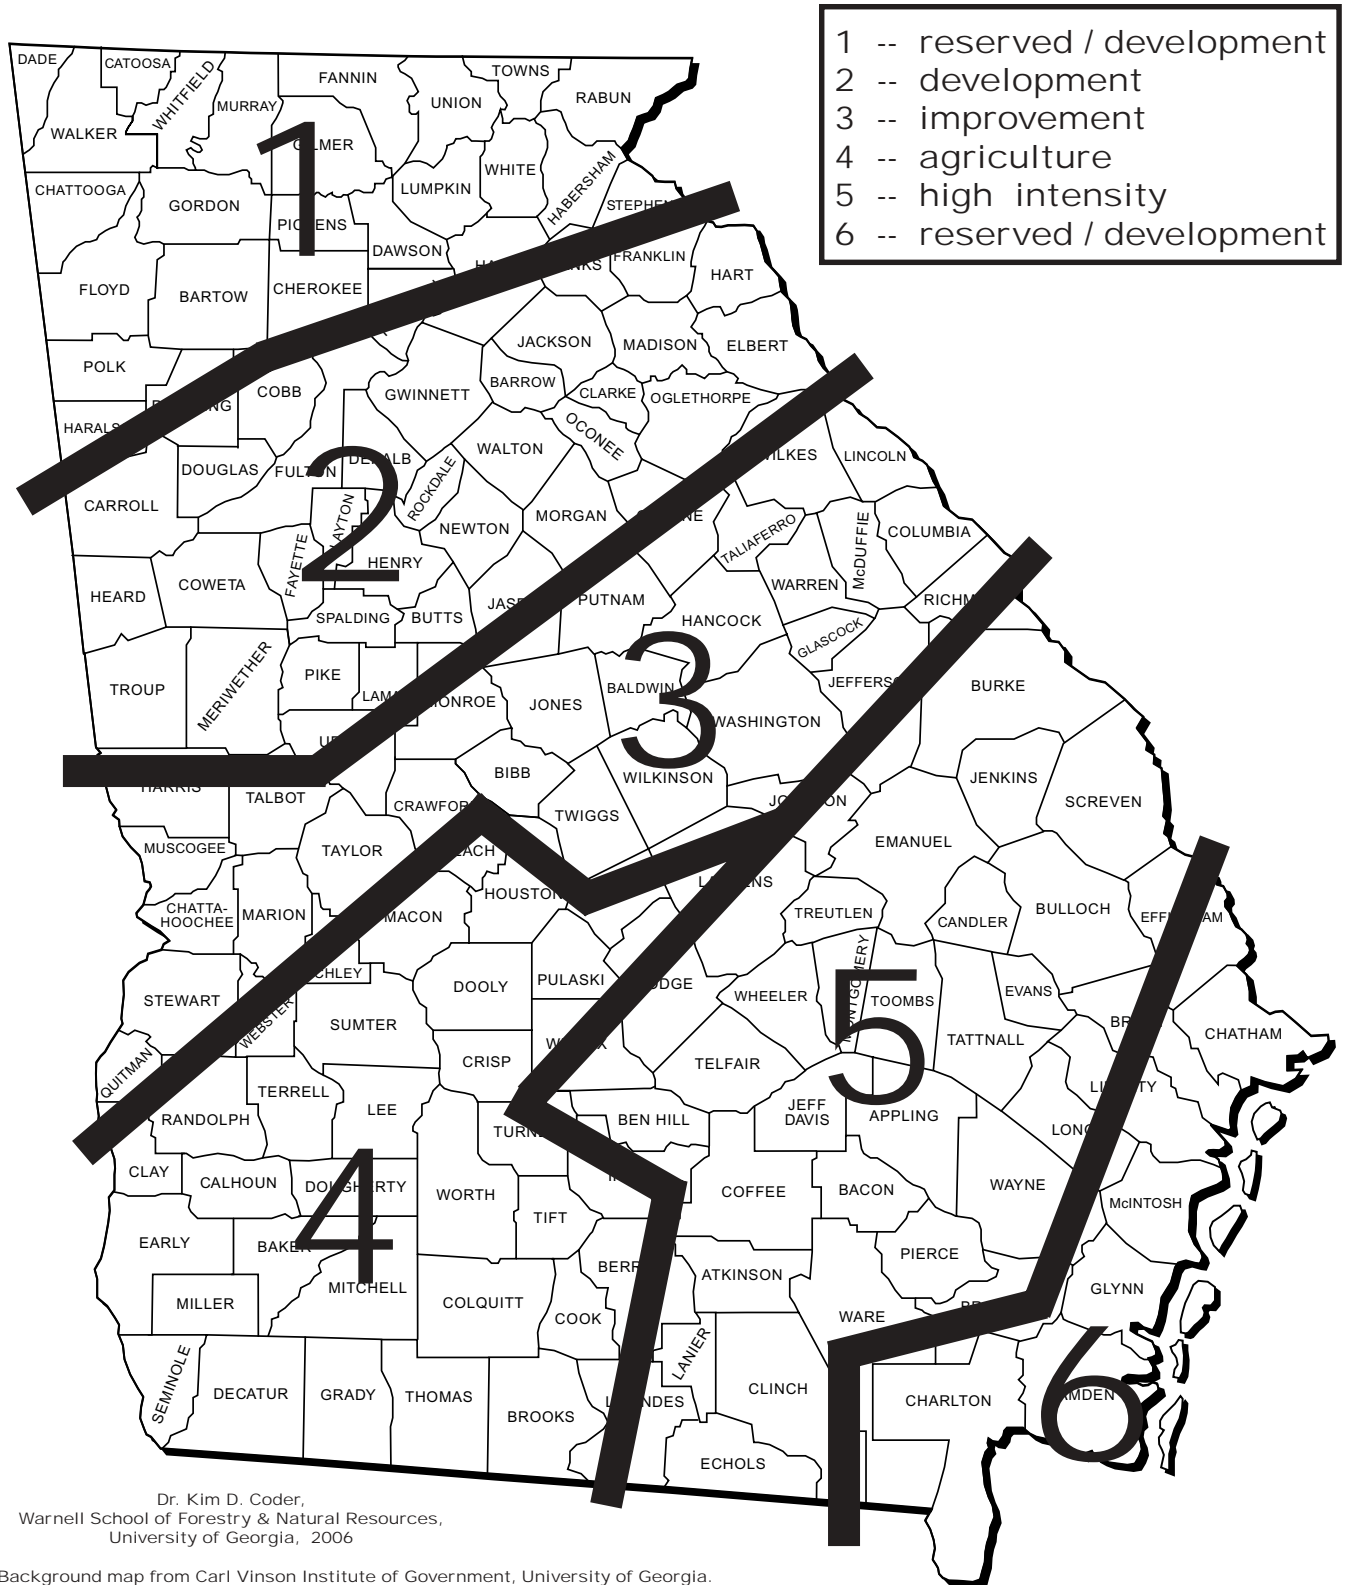 1 -- reserved / development
2 -- development
3 -- improvement
4 -- agriculture
5 -- high intensity
6 -- reserved / development
DADE
CATOOSA
WHITFIELD
MURRAY
FANNIN
UNION
TOWNS
RABUN
WALKER
WHITE
HABERSHAM
LUMPKIN
CHATTOOGA
GORDON
1
DAWSON
FRANKLIN
HART
FLOYD
BARTOW
CHEROKEE
JACKSON
MADISON
ELBERT
POLK
COBB
GWINNETT
BARROW
CLARKE
OGLETHORPE
OCONEE
WALTON
DOUGLAS
LINCOLN
CARROLL
2
ROCKDALE
NEWTON
MORGAN
TALIAFERRO
McDUFFIE
COLUMBIA
HEARD
COWETA
FAYETTE
HENRY
WARREN
SPALDING
BUTTS
PUTNAM
HANCOCK
GLASCOCK
TROUP
MERIWETHER
PIKE
JONES
BALDWIN
3
WASHINGTON
BURKE
BIBB
WILKINSON
JENKINS
SCREVEN
TALBOT
TWIGGS
MUSCOGEE
TAYLOR
EMANUEL
CHATTA-
HOOCHEE
MARION
MACON
HOUSTON
TREUTLEN
CANDLER
BULLOCH
STEWART
WEBSTER
SUMTER
DOOLY
PULASKI
WHEELER
5
TOOMBS
EVANS
TATTNALL
CHATHAM
QUITMAN
CRISP
TELFAIR
RANDOLPH
TERRELL
LEE
BEN HILL
JEFF
DAVIS
APPLING
CLAY
CALHOUN
4
WORTH
TIFT
COFFEE
BACON
WAYNE
McINTOSH
EARLY
PIERCE
MILLER
MITCHELL
COLQUITT
COOK
ATKINSON
WARE
GLYNN
SEMINOLE
DECATUR
GRADY
THOMAS
BROOKS
LANIER
CLINCH
CHARLTON
6
ECHOLS
Dr. Kim D. Coder,
Warnell School of Forestry & Natural Resources,
University of Georgia, 2006
Background map from Carl Vinson Institute of Government, University of Georgia.